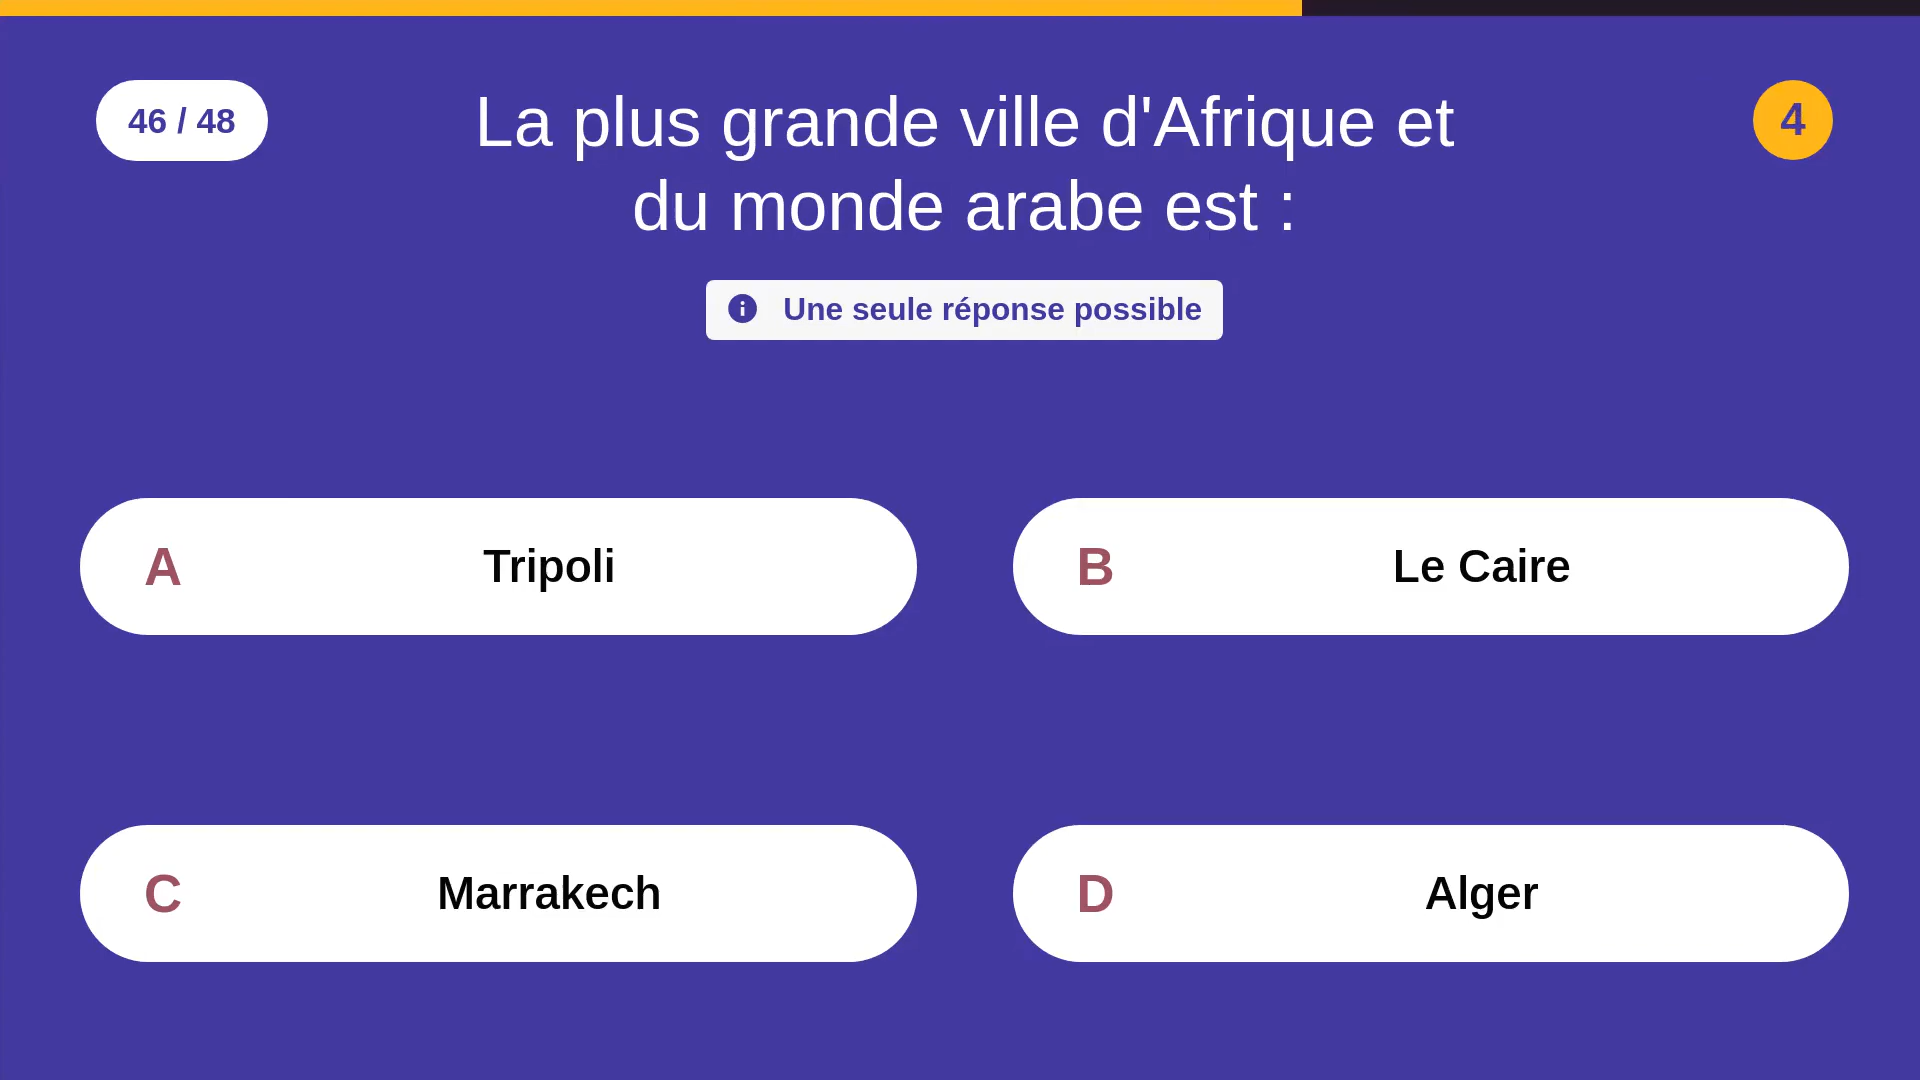 46 / 48
La plus grande ville d'Afrique et
du monde arabe est :
4
Une seule réponse possible
A Tripoli
B Le Caire
C Marrakech
D Alger